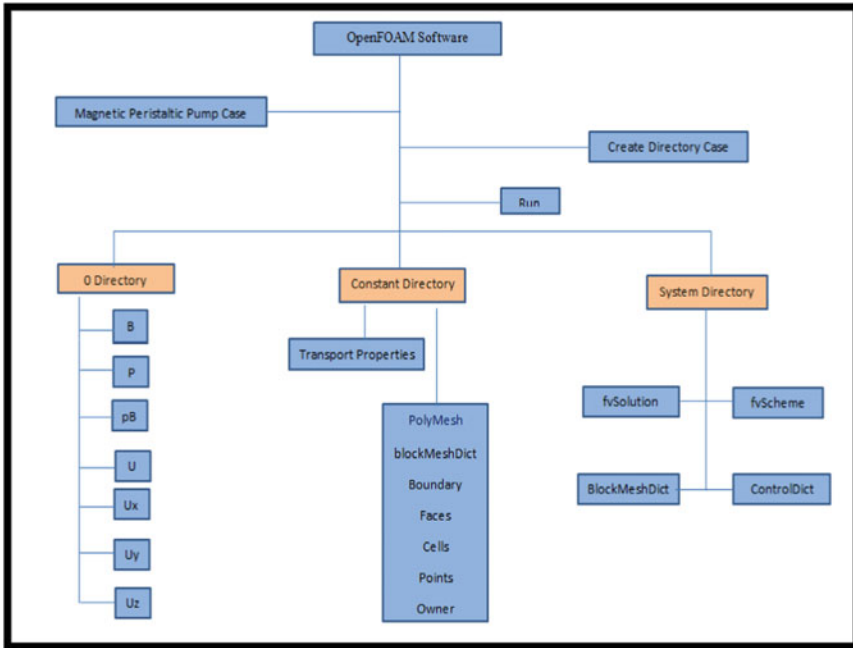 OpenFOAM Software
Magnetic Peristaltic Pump Case
Create Directory Case
Run
0 Directory
Constant Directory
System Directory
B
P
pB
U
Ux
Uy
Uz
Transport Properties
PolyMesh
blockMeshDict
Boundary
Faces
Cells
Points
Owner
fvSolution
fvScheme
BlockMeshDict
ControlDict